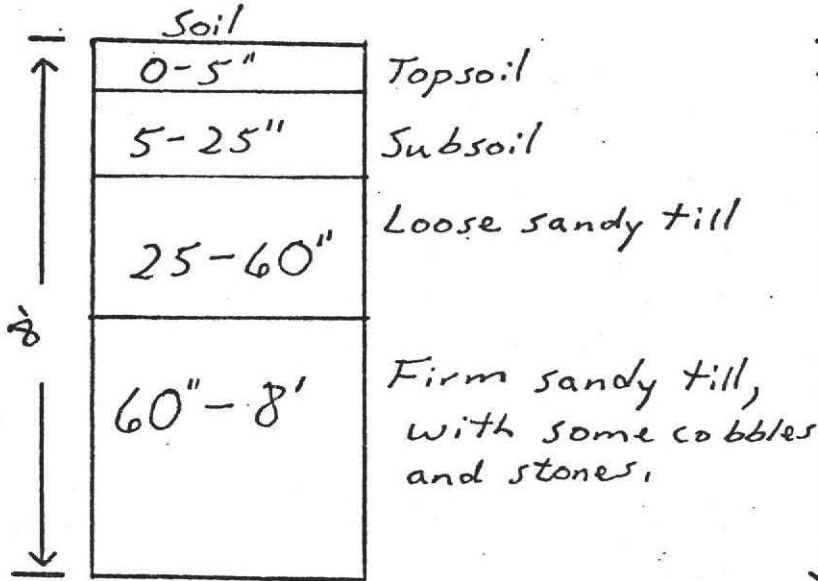 Soil
0-5" Topsoil
5-25" Subsoil
25-60" Loose sandy till
8'
60"-8' Firm sandy till,
with some cobbles
and stones.